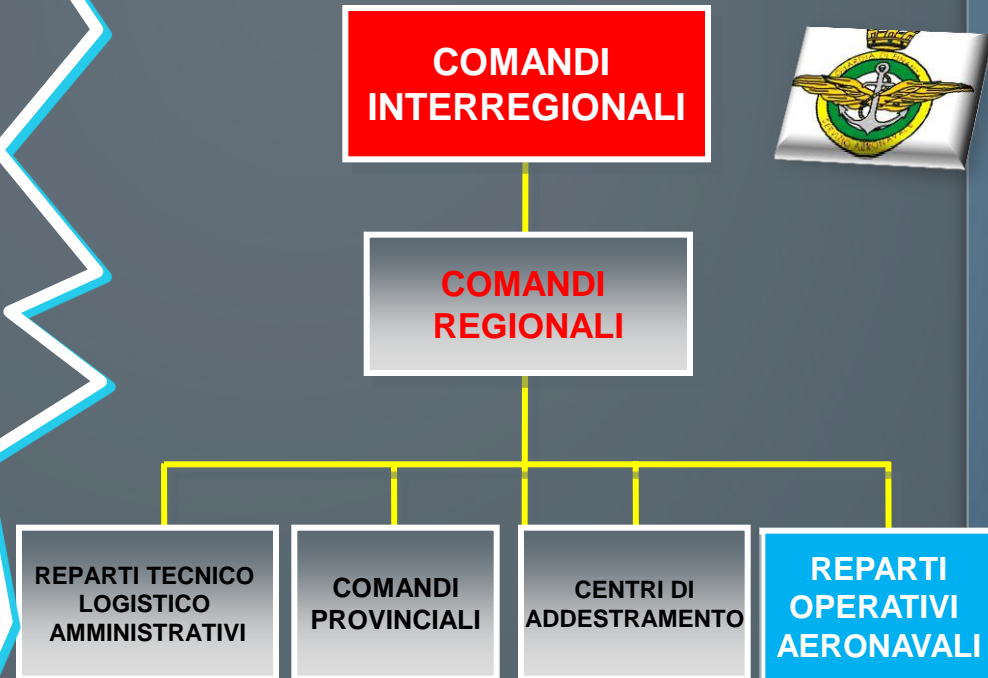 COMANDI
INTERREGIONALI
COMANDI
REGIONALI
REPARTI TECNICO
LOGISTICO
AMMINISTRATIVI
COMANDI
PROVINCIALI
CENTRI DI
ADDESTRAMENTO
REPARTI
OPERATIVI
AERONAVALI